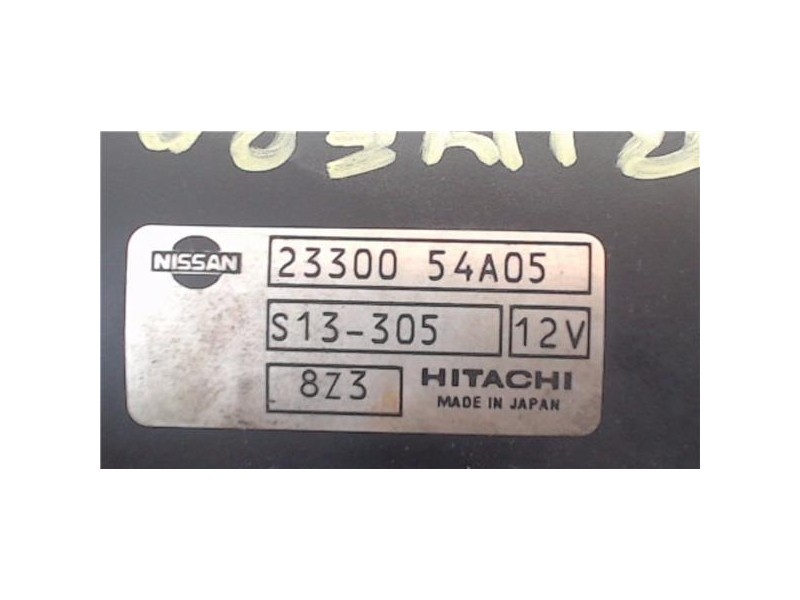 NISSAN
23300 54A05
S13-305 12V
8Z3 HITACHI
MADE IN JAPAN